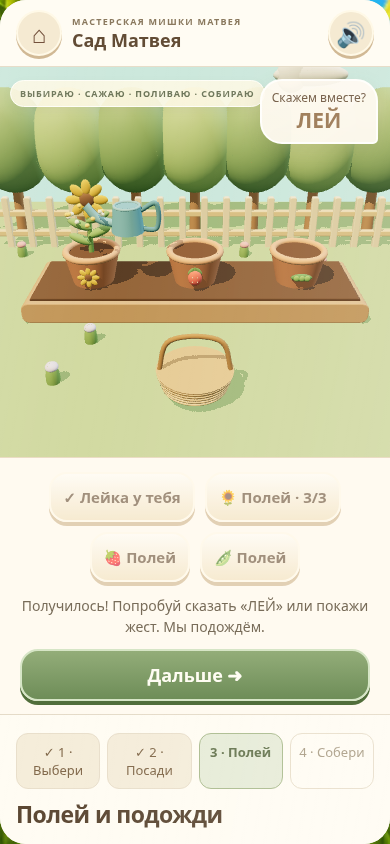 МАСТЕРСКАЯ МИШКИ МАТВЕЯ
Сад Матвея
ВЫБИРАЮ · САЖАЮ · ПОЛИВАЮ · СОБИРАЮ
Скажем вместе?
ЛЕЙ
✓ Лейка у тебя
🌻 Полей · 3/3
🍓 Полей
🫛 Полей
Получилось! Попробуй сказать «ЛЕЙ» или покажи
жест. Мы подождём.
Дальше ➜
✓ 1 ·
Выбери
✓ 2 ·
Посади
3 · Полей
4 · Собери
Полей и подожди